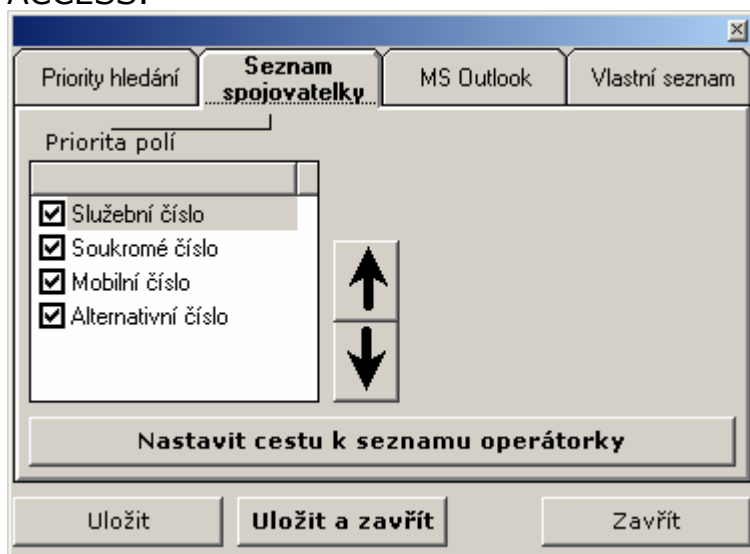 ACCESS.
Priority hledání
Seznam
spojovatelky
MS Outlook
Vlastní seznam
Priorita polí
Služební číslo
Soukromé číslo
Mobilní číslo
Alternativní číslo
Nastavit cestu k seznamu operátorky
Uložit
Uložit a zavřít
Zavřít